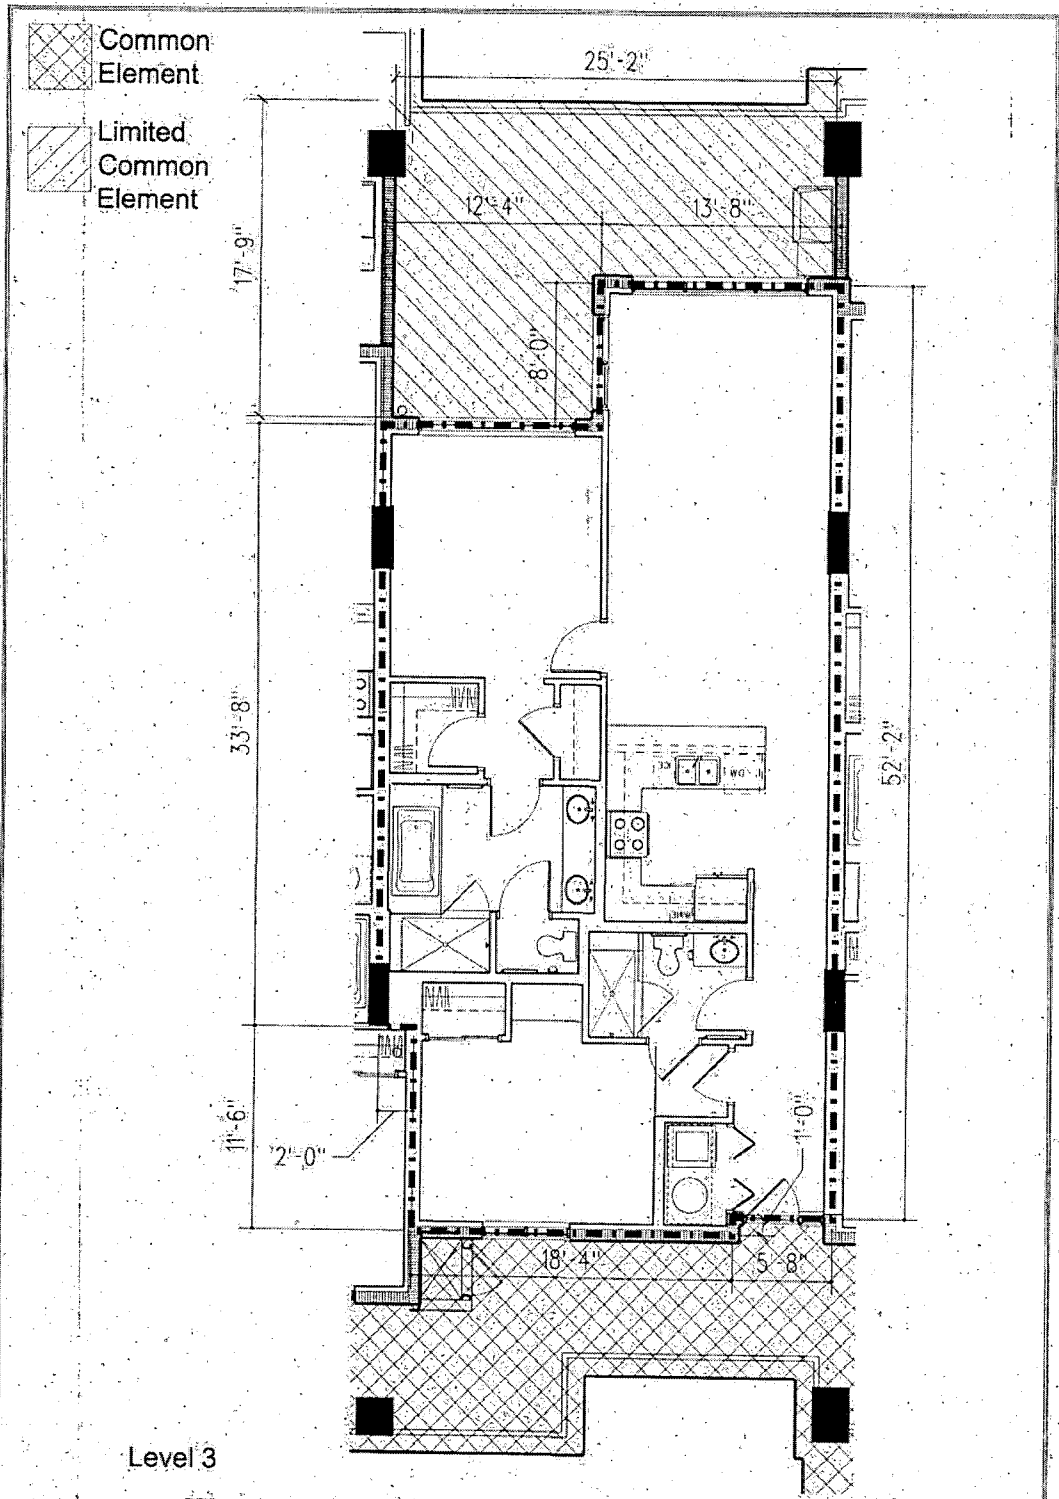 Common
Element
Limited
Common
Element
25'-2"
12'-4"
13'-8"
17'-9"
8'-0"
33'-8"
52'-2"
DW
11'-6"
2'-0"
1'-0"
18'-4"
5'-8"
Level 3